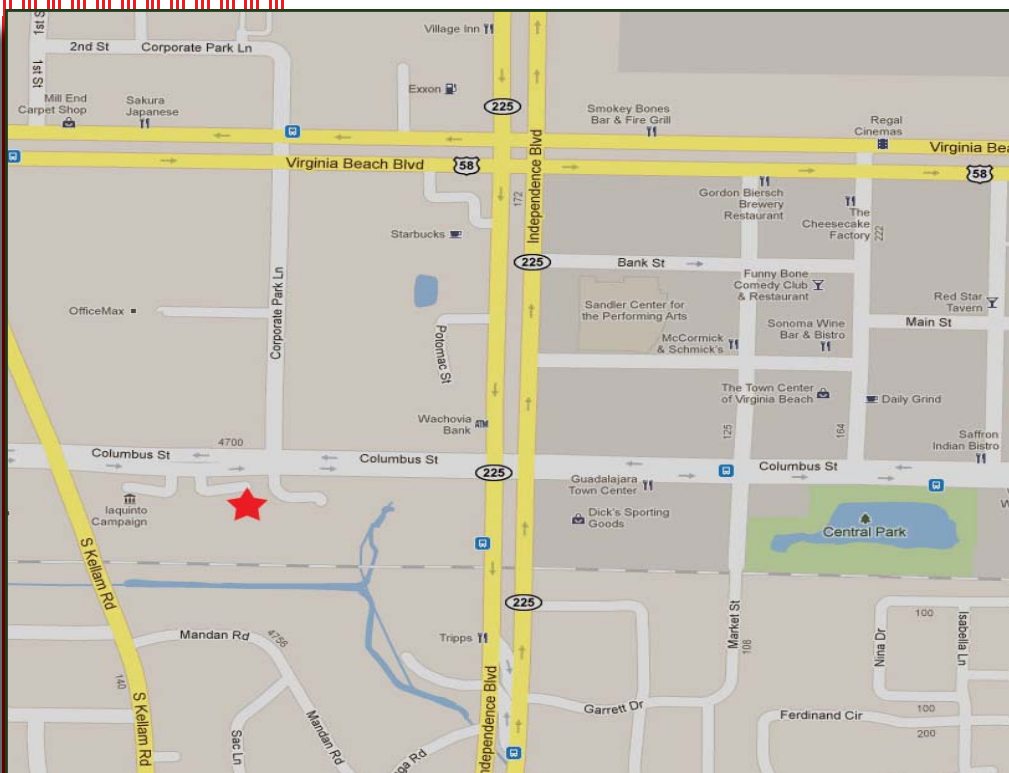 1st S
Village Inn
2nd St
Corporate Park Ln
1st St
Exxon
Mill End
Carpet Shop
Sakura
Japanese
225
Smokey Bones
Bar & Fire Grill
Regal
Cinemas
Virginia Bea
Virginia Beach Blvd
58
58
Independence Blvd
172
Gordon Biersch
Brewery
Restaurant
The
Cheesecake
Factory
222
Starbucks
225
Bank St
Funny Bone
Comedy Club
& Restaurant
Corporate Park Ln
OfficeMax
Sandler Center for
the Performing Arts
Red Star
Tavern
Main St
Potomac St
McCormick
& Schmick's
Sonoma Wine
Bar & Bistro
The Town Center
of Virginia Beach
Daily Grind
Wachovia
Bank
ATM
125
164
Saffron
Indian Bistro
4700
Columbus St
Columbus St
225
Columbus St
Guadalajara
Town Center
Iaquinto
Campaign
Dick's Sporting
Goods
W
Central Park
S Kellam Rd
225
Market St
108
100
Nina Dr
Isabella Ln
Mandan Rd
4756
Tripps
140
S Kellam Rd
Independence Blvd
Garrett Dr
100
Ferdinand Cir
200
Sac Ln
Mandan Rd
ga Rd